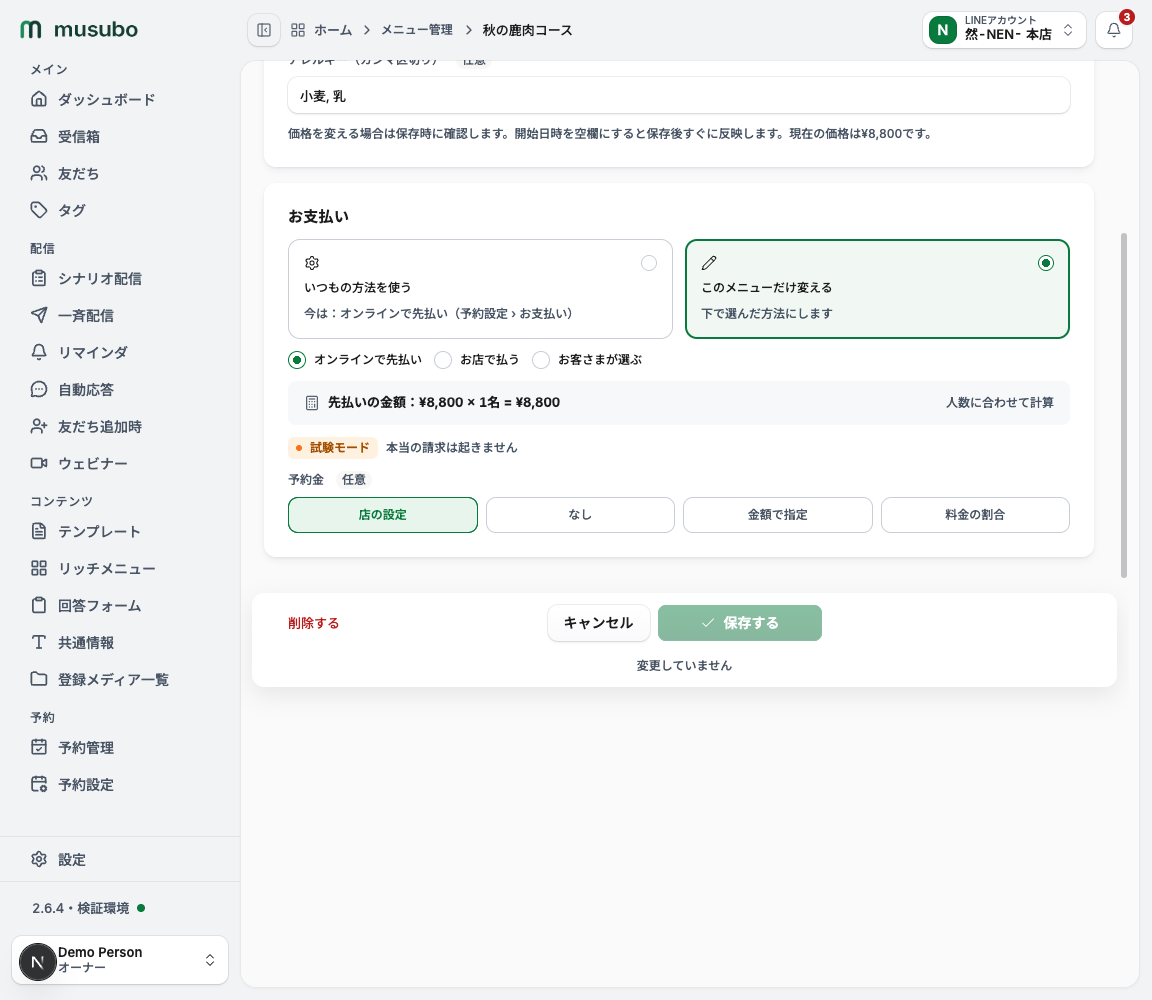 musubo
メイン
ダッシュボード
受信箱
友だち
タグ
配信
シナリオ配信
一斉配信
リマインダ
自動応答
友だち追加時
ウェビナー
コンテンツ
テンプレート
リッチメニュー
回答フォーム
共通情報
登録メディア一覧
予約
予約管理
予約設定
設定
2.6.4・検証環境
N
Demo Person
オーナー
ホーム
メニュー管理
秋の鹿肉コース
N
LINEアカウント
然-NEN- 本店
3
アレルギー（カンマ区切り） 任意
小麦, 乳
価格を変える場合は保存時に確認します。開始日時を空欄にすると保存後すぐに反映します。現在の価格は¥8,800です。
お支払い
いつもの方法を使う
今は：オンラインで先払い（予約設定 › お支払い）
このメニューだけ変える
下で選んだ方法にします
オンラインで先払い お店で払う お客さまが選ぶ
先払いの金額：¥8,800 × 1名 = ¥8,800 人数に合わせて計算
試験モード 本当の請求は起きません
予約金 任意
店の設定 なし 金額で指定 料金の割合
削除する キャンセル 保存する
変更していません